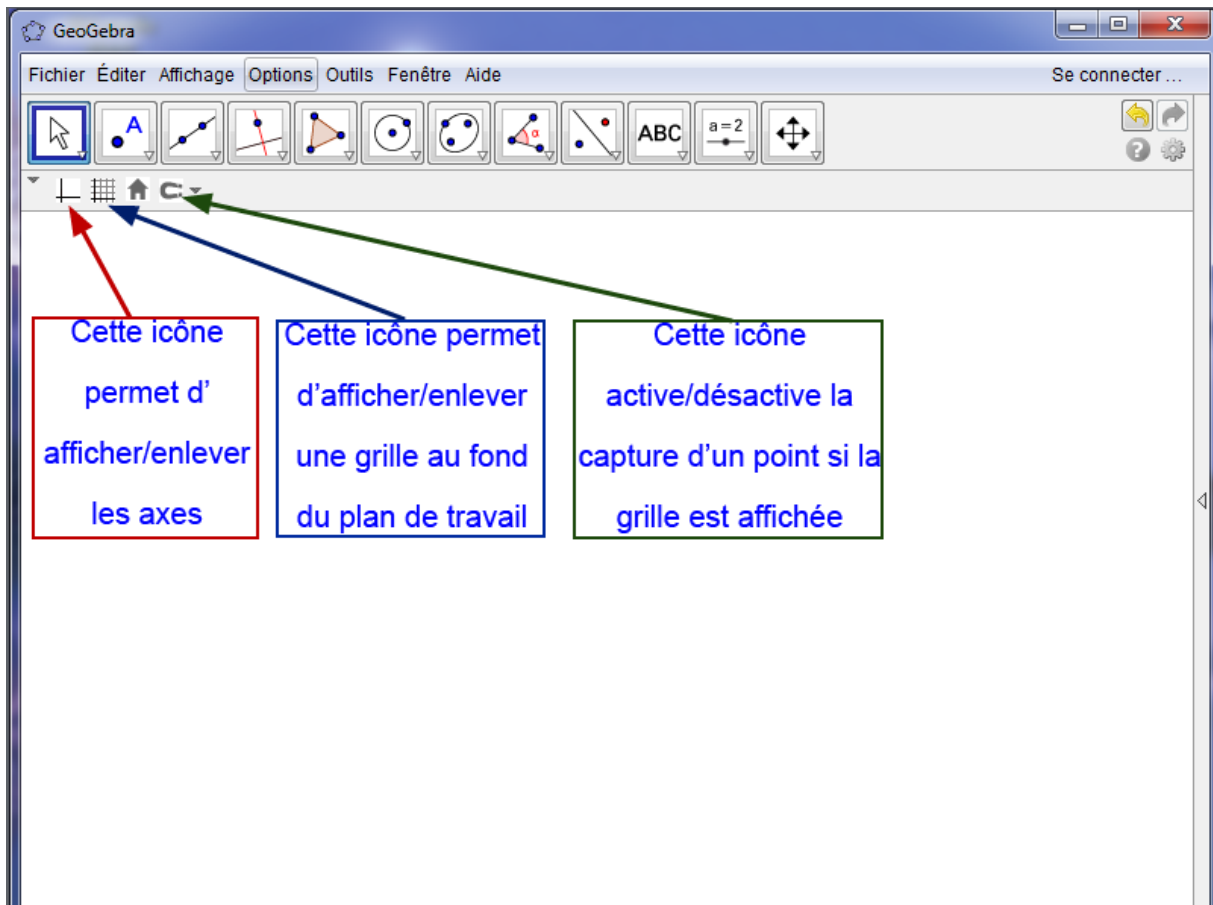 GeoGebra
Fichier Éditer Affichage Options Outils Fenêtre Aide Se connecter ...
A α ABC a=2
Cette icône
permet d'
afficher/enlever
les axes
Cette icône permet
d'afficher/enlever
une grille au fond
du plan de travail
Cette icône
active/désactive la
capture d'un point si la
grille est affichée